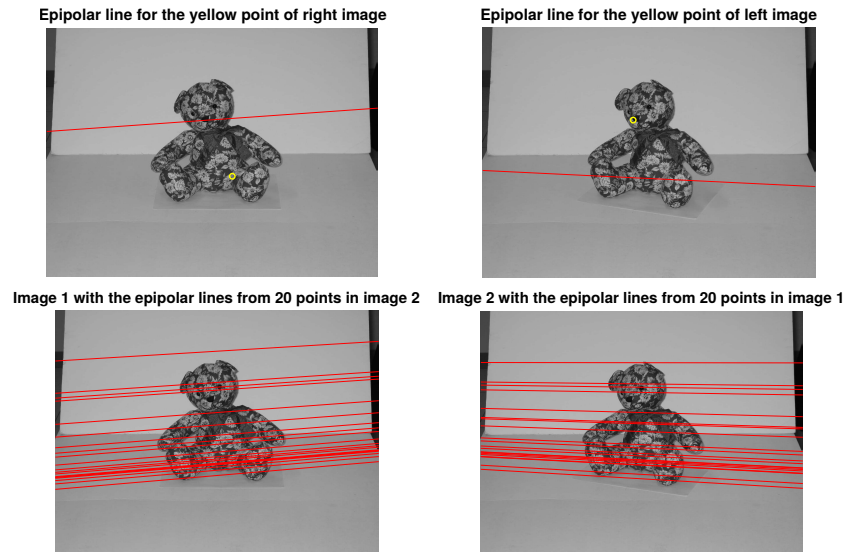 Epipolar line for the yellow point of right image
Epipolar line for the yellow point of left image
Image 1 with the epipolar lines from 20 points in image 2
Image 2 with the epipolar lines from 20 points in image 1